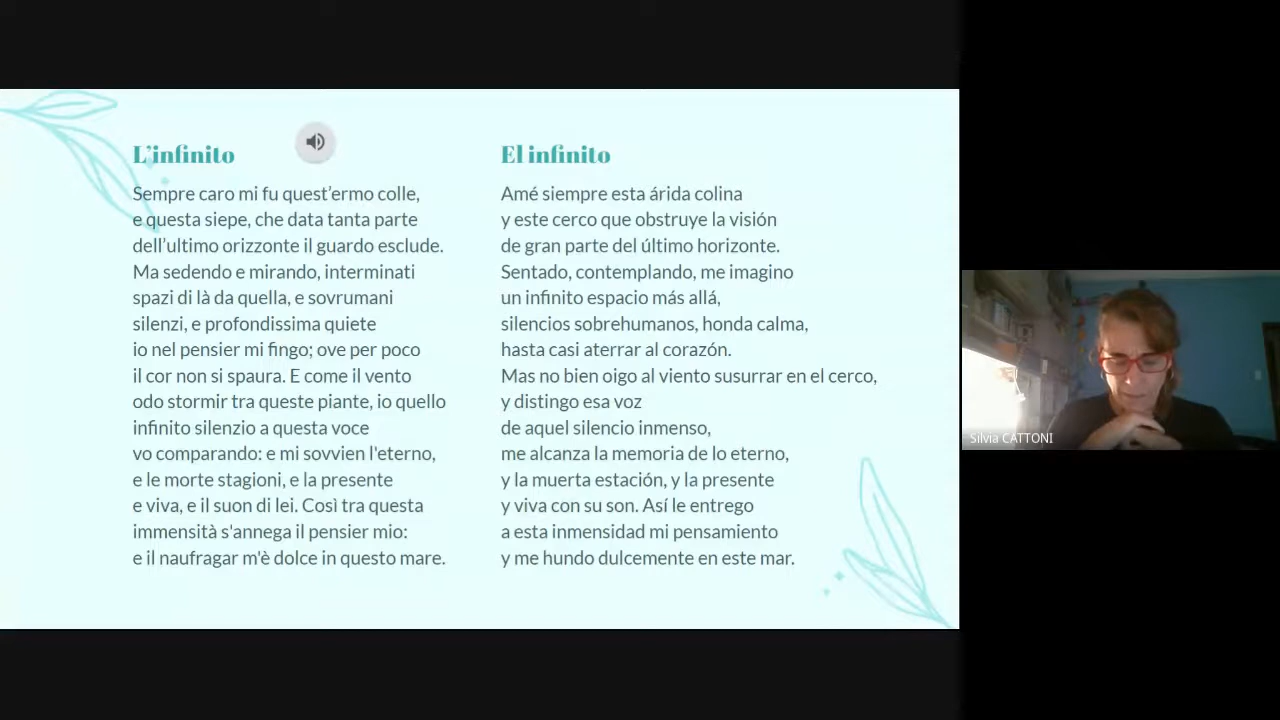 L'infinito
Sempre caro mi fu quest'ermo colle,
e questa siepe, che data tanta parte
dell'ultimo orizzonte il guardo esclude.
Ma sedendo e mirando, interminati
spazi di là da quella, e sovrumani
silenzi, e profondissima quiete
io nel pensier mi fingo; ove per poco
il cor non si spaura. E come il vento
odo stormir tra queste piante, io quello
infinito silenzio a questa voce
vo comparando: e mi sovvien l'eterno,
e le morte stagioni, e la presente
e viva, e il suon di lei. Così tra questa
immensità s'annega il pensier mio:
e il naufragar m'è dolce in questo mare.
El infinito
Amé siempre esta árida colina
y este cerco que obstruye la visión
de gran parte del último horizonte.
Sentado, contemplando, me imagino
un infinito espacio más allá,
silencios sobrehumanos, honda calma,
hasta casi aterrar al corazón.
Mas no bien oigo al viento susurrar en el cerco,
y distingo esa voz
de aquel silencio inmenso,
me alcanza la memoria de lo eterno,
y la muerta estación, y la presente
y viva con su son. Así le entrego
a esta inmensidad mi pensamiento
y me hundo dulcemente en este mar.
Silvia CATTONI